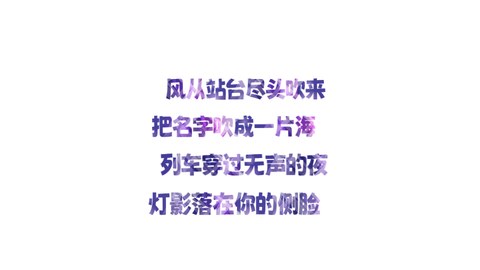 风从站台尽头吹来
把名字吹成一片海
列车穿过无声的夜
灯影落在你的侧脸